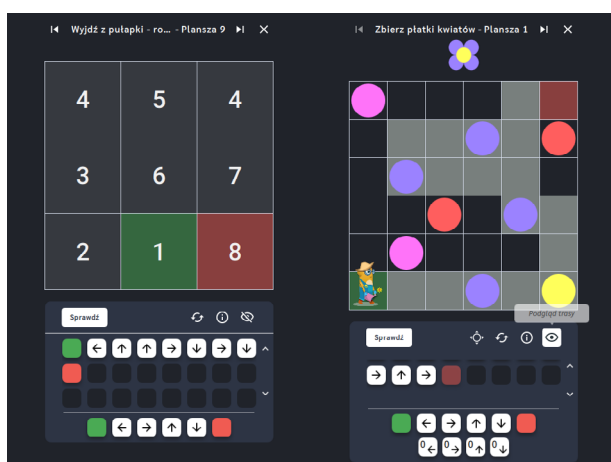 Wyjdź z pułapki - ro... - Plansza 9
4 5 4
3 6 7
2 1 8
Sprawdź
Zbierz płatki kwiatów - Plansza 1
Podgląd trasy
Sprawdź
0 0 0 0